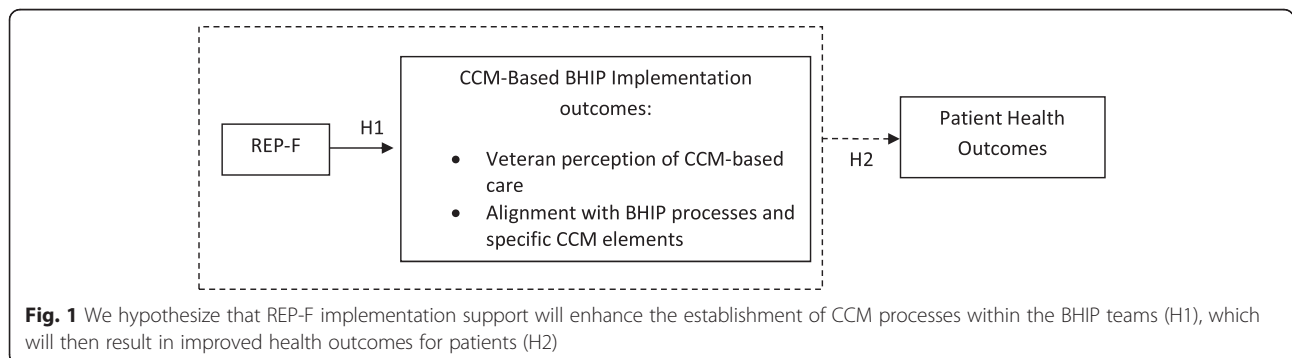 REP-F
H1
CCM-Based BHIP Implementation
outcomes:
• Veteran perception of CCM-based
care
• Alignment with BHIP processes and
specific CCM elements
H2
Patient Health
Outcomes
Fig. 1 We hypothesize that REP-F implementation support will enhance the establishment of CCM processes within the BHIP teams (H1), which
will then result in improved health outcomes for patients (H2)